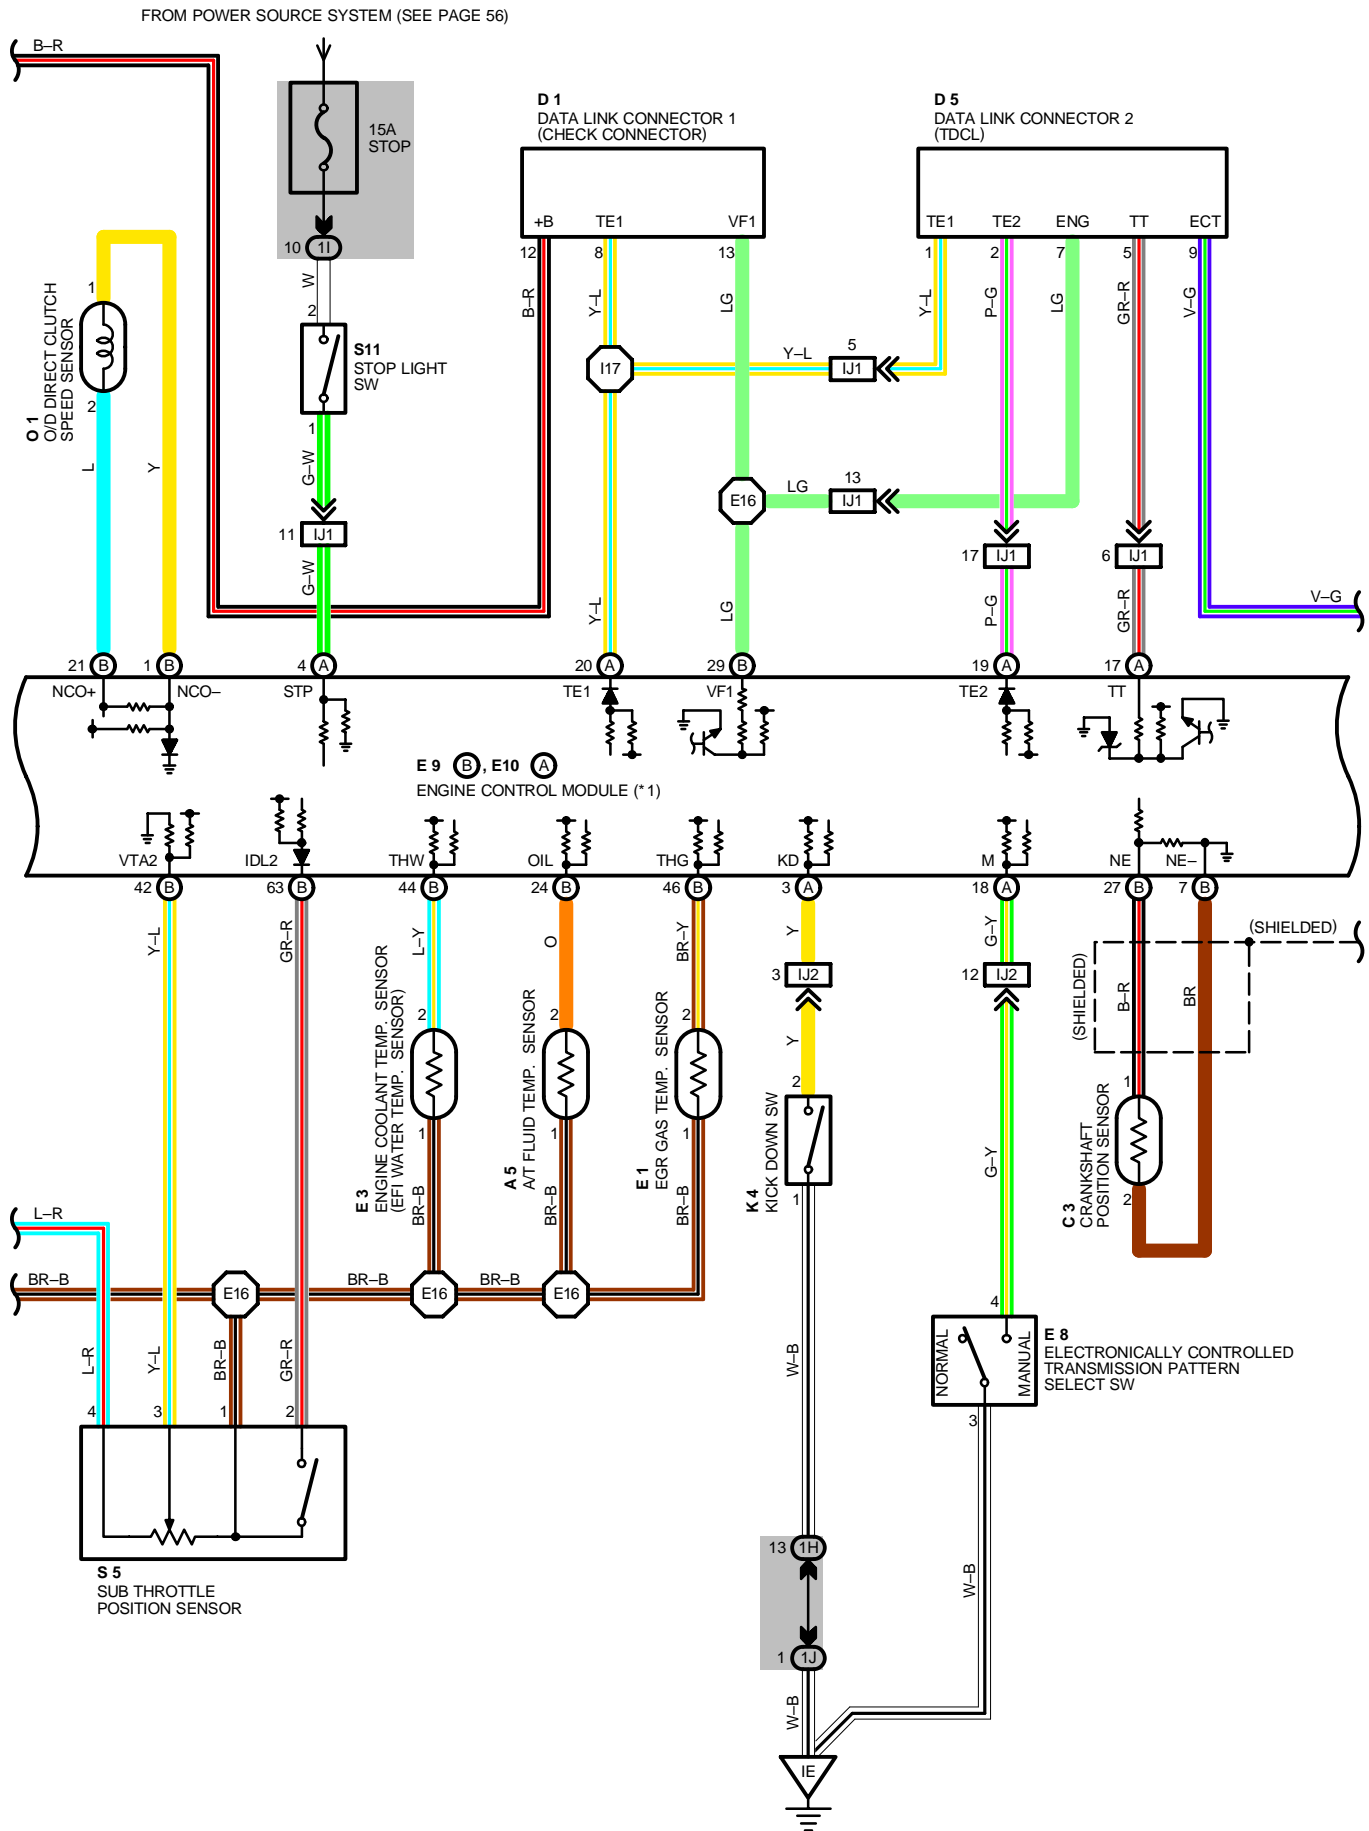 FROM POWER SOURCE SYSTEM (SEE PAGE 56)
B–R
15A
STOP
10 1I
W
2
S11
STOP LIGHT
SW
1
G–W
11 IJ1
G–W
D 1
DATA LINK CONNECTOR 1
(CHECK CONNECTOR)
+B TE1 VF1
12 8 13
B–R Y–L LG
D 5
DATA LINK CONNECTOR 2
(TDCL)
TE1 TE2 ENG TT ECT
1 2 7 5 9
Y–L P–G LG GR–R V–G
1
O 1
O/D DIRECT CLUTCH
SPEED SENSOR
2
L Y
I17 Y–L 5 IJ1
E16 LG 13 IJ1
17 IJ1 6 IJ1
Y–L LG P–G GR–R V–G
21 B 1 B 4 A 20 A 29 B 19 A 17 A
NCO+ NCO– STP TE1 VF1 TE2 TT
E 9 B , E10 A
ENGINE CONTROL MODULE (*1)
VTA2 IDL2 THW OIL THG KD M NE NE–
42 B 63 B 44 B 24 B 46 B 3 A 18 A 27 B 7 B
Y–L GR–R L–Y O BR–Y Y G–Y
(SHIELDED)
(SHIELDED)
B–R BR
3 IJ2 12 IJ2
Y
2 2 2 2 1
E 3
ENGINE COOLANT TEMP. SENSOR
(EFI WATER TEMP. SENSOR)
A 5
A/T FLUID TEMP. SENSOR
E 1
EGR GAS TEMP. SENSOR
K 4
KICK DOWN SW
C 3
CRANKSHAFT
POSITION SENSOR
1 1 1 1 2
BR–B BR–B BR–B G–Y
L–R
BR–B E16 BR–B E16 BR–B E16
L–R Y–L BR–B GR–R
4 3 1 2
S 5
SUB THROTTLE
POSITION SENSOR
W–B
4
NORMAL MANUAL
E 8
ELECTRONICALLY CONTROLLED
TRANSMISSION PATTERN
SELECT SW
3
13 1H
W–B
1 1J
W–B
IE